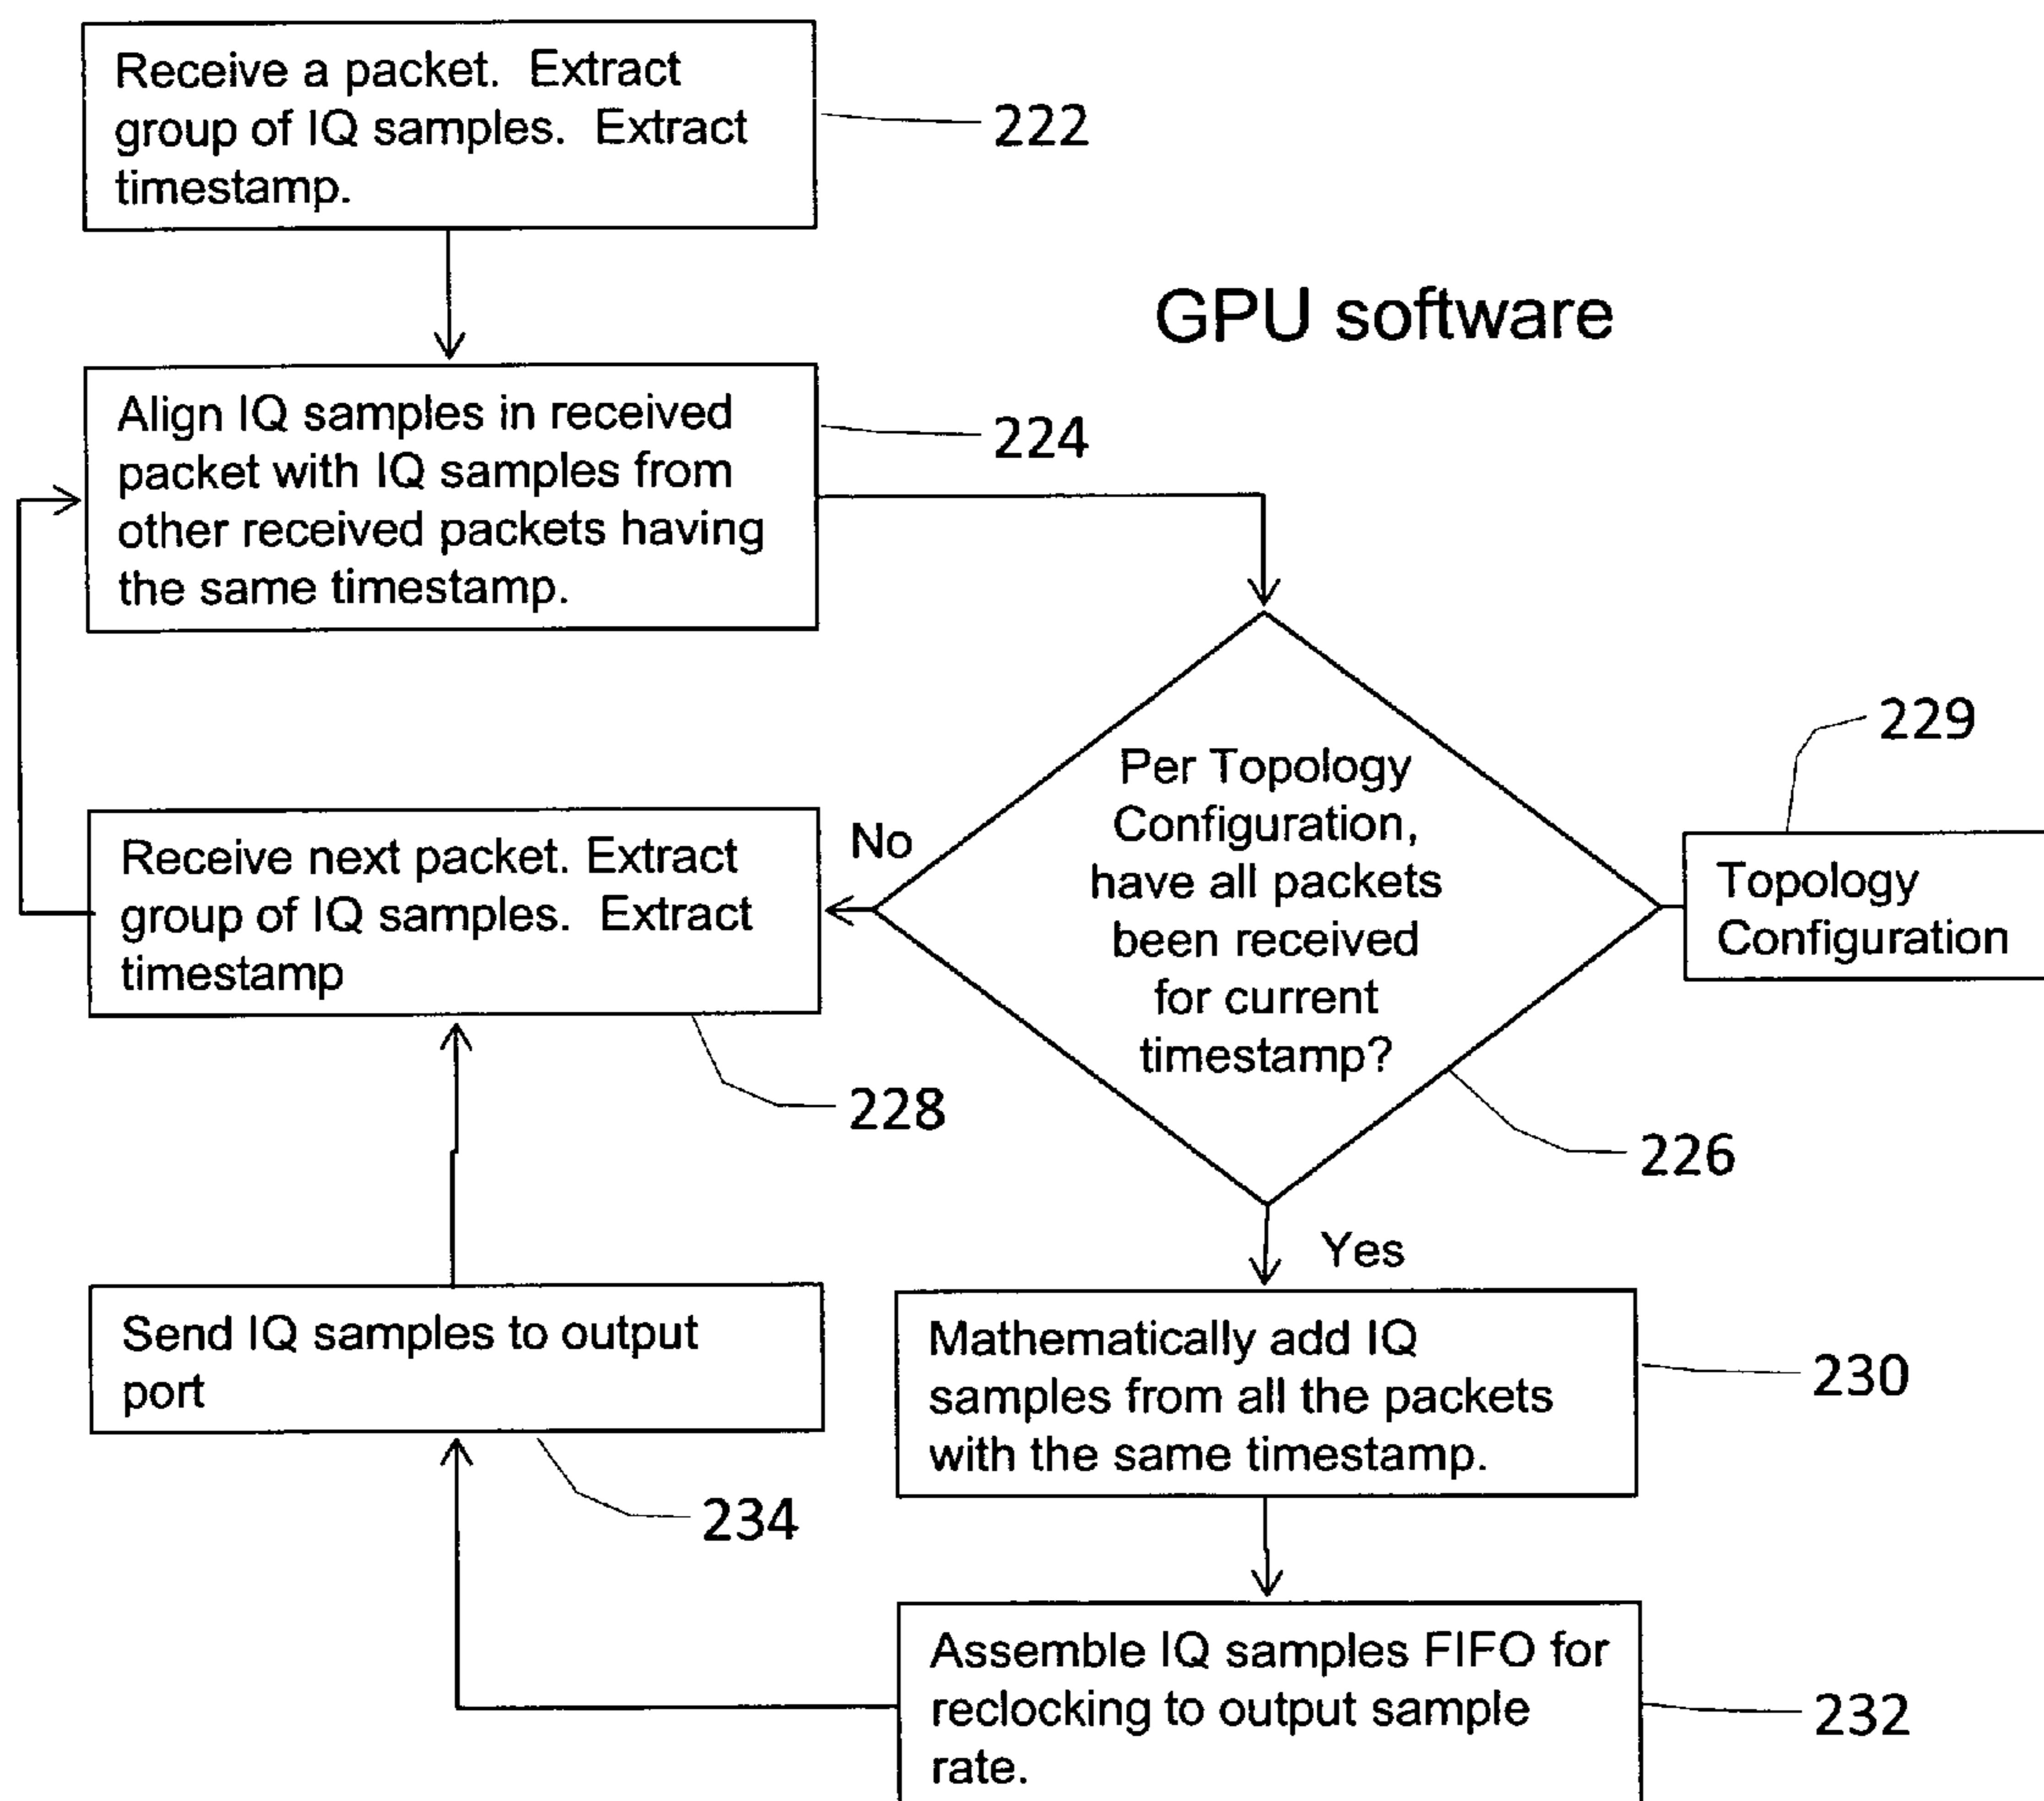 Receive a packet. Extract
group of IQ samples. Extract
timestamp.
222
GPU software
Align IQ samples in received
packet with IQ samples from
other received packets having
the same timestamp.
224
229
Per Topology
Configuration,
have all packets
been received
for current
timestamp?
Topology
Configuration
No
Receive next packet. Extract
group of IQ samples. Extract
timestamp
228
226
Yes
Send IQ samples to output
port
234
Mathematically add IQ
samples from all the packets
with the same timestamp.
230
Assemble IQ samples FIFO for
reclocking to output sample
rate.
232